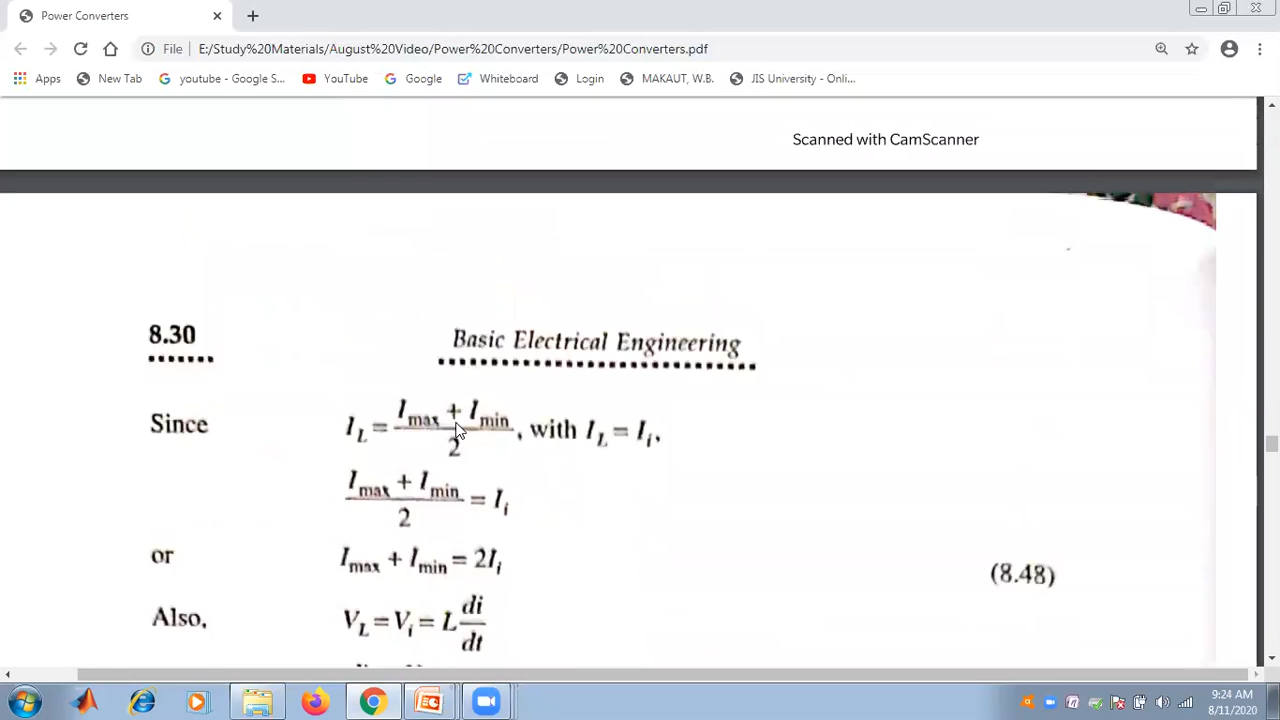 Power Converters
File E:/Study%20Materials/August%20Video/Power%20Converters/Power%20Converters.pdf
Apps New Tab youtube - Google S... YouTube Google Whiteboard Login MAKAUT, W.B. JIS University - Onli...
Scanned with CamScanner
8.30 Basic Electrical Engineering
Since I_L = (I_max + I_min)/2, with I_L = I_i,
(I_max + I_min)/2 = I_i
or I_max + I_min = 2I_i (8.48)
Also, V_L = V_i = L di/dt
9:24 AM
8/11/2020